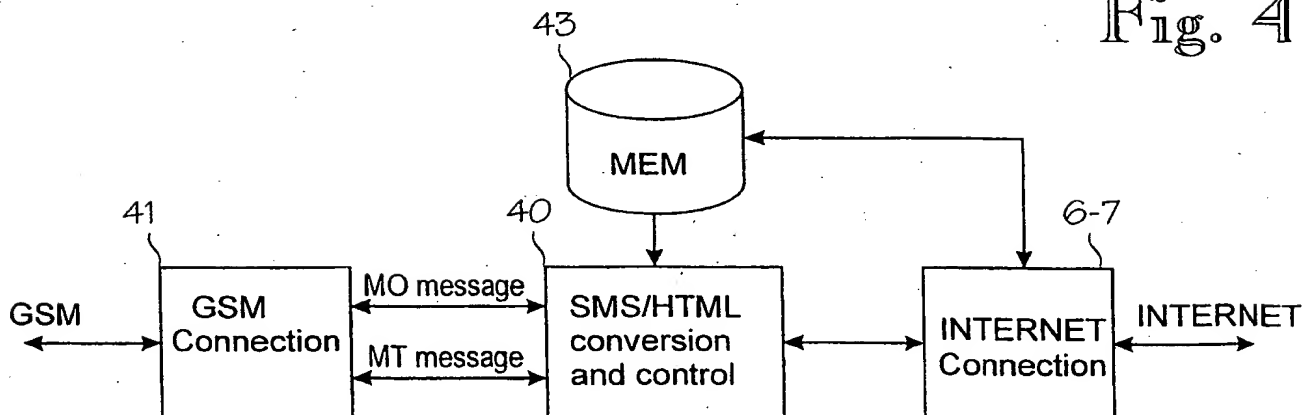 Fig. 4
43
MEM
41
40
6-7
GSM
GSM
Connection
MO message
MT message
SMS/HTML
conversion
and control
INTERNET
Connection
INTERNET